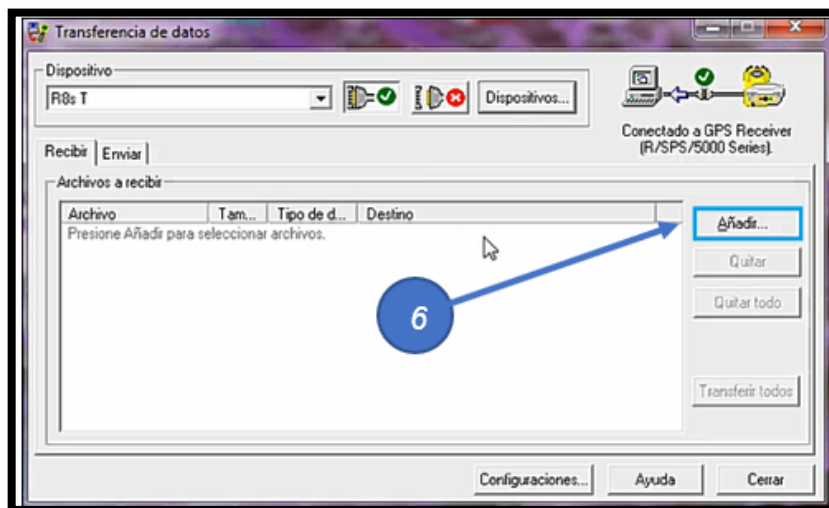 Transferencia de datos
Dispositivo
R8s T
Dispositivos...
Conectado a GPS Receiver
(R/SPS/5000 Series).
Recibir Enviar
Archivos a recibir
Archivo Tam... Tipo de d... Destino
Presione Añadir para seleccionar archivos.
Añadir...
Quitar
6
Quitar todo
Transferir todos
Configuraciones... Ayuda Cerrar